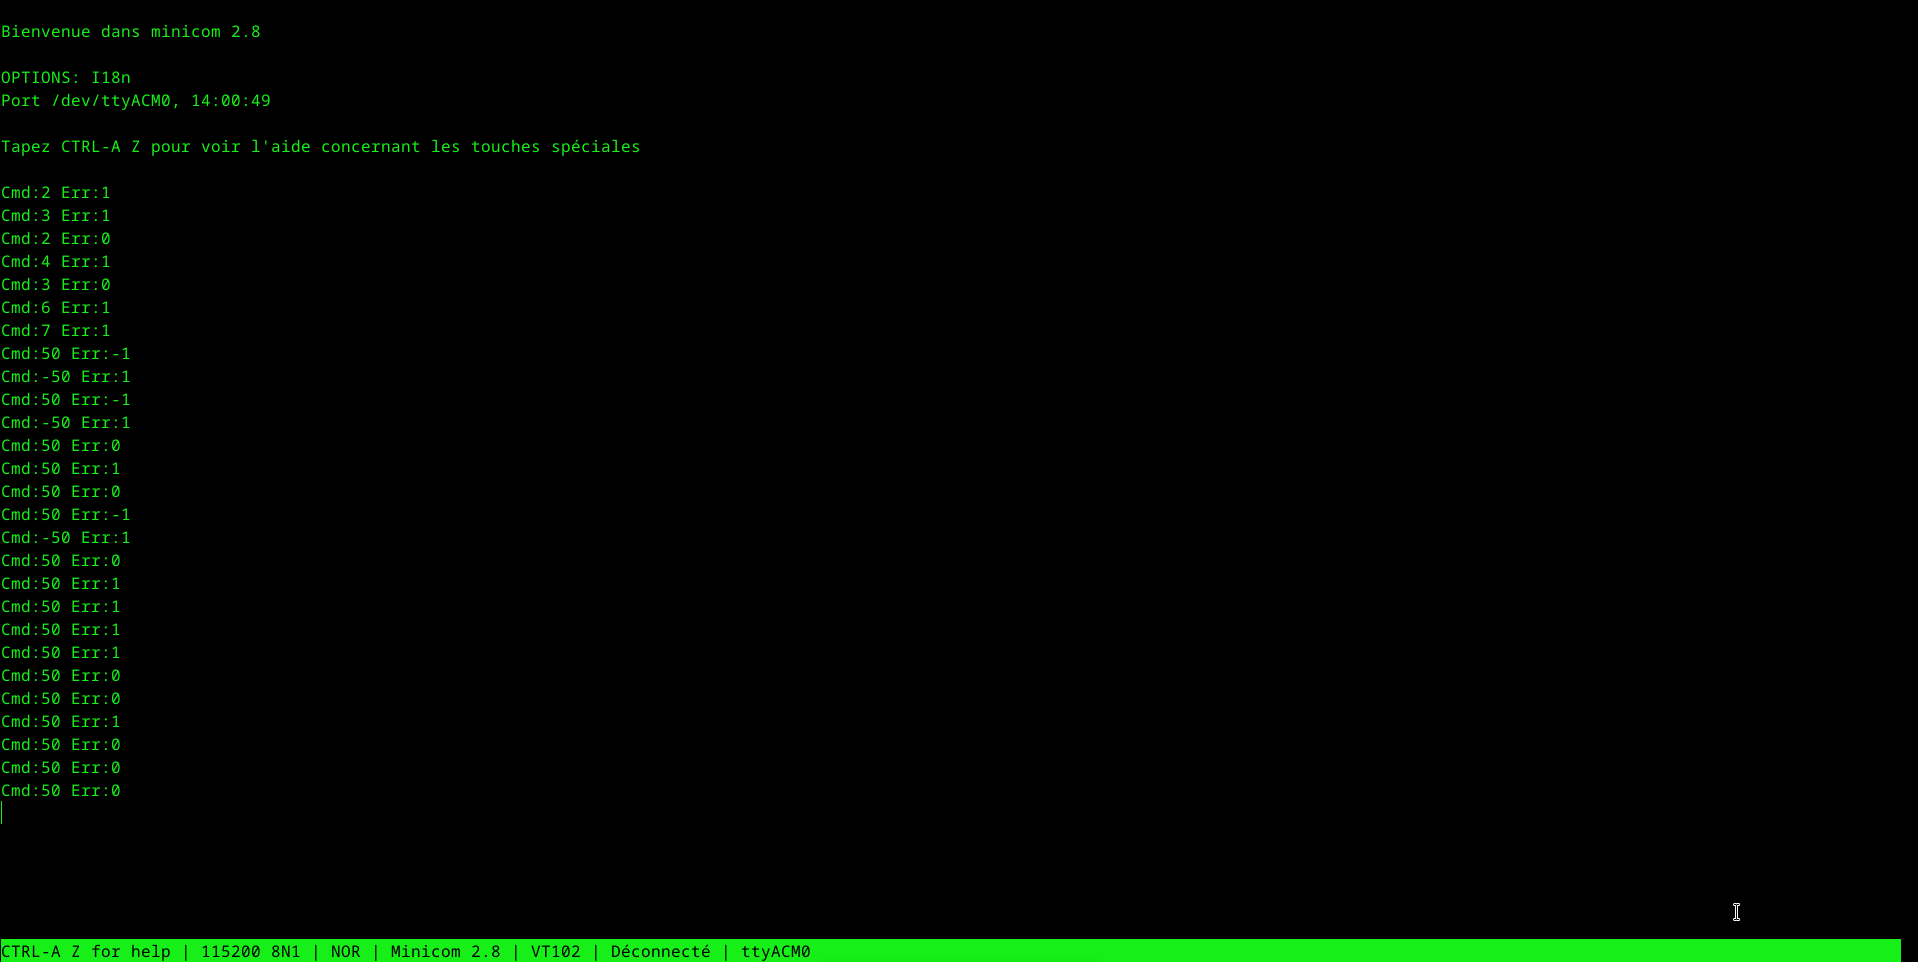 Bienvenue dans minicom 2.8
OPTIONS: I18n
Port /dev/ttyACM0, 14:00:49
Tapez CTRL-A Z pour voir l'aide concernant les touches spéciales
Cmd:2 Err:1
Cmd:3 Err:1
Cmd:2 Err:0
Cmd:4 Err:1
Cmd:3 Err:0
Cmd:6 Err:1
Cmd:7 Err:1
Cmd:50 Err:-1
Cmd:-50 Err:1
Cmd:50 Err:-1
Cmd:-50 Err:1
Cmd:50 Err:0
Cmd:50 Err:1
Cmd:50 Err:0
Cmd:50 Err:-1
Cmd:-50 Err:1
Cmd:50 Err:0
Cmd:50 Err:1
Cmd:50 Err:1
Cmd:50 Err:1
Cmd:50 Err:1
Cmd:50 Err:0
Cmd:50 Err:0
Cmd:50 Err:1
Cmd:50 Err:0
Cmd:50 Err:0
Cmd:50 Err:0
CTRL-A Z for help | 115200 8N1 | NOR | Minicom 2.8 | VT102 | Déconnecté | ttyACM0